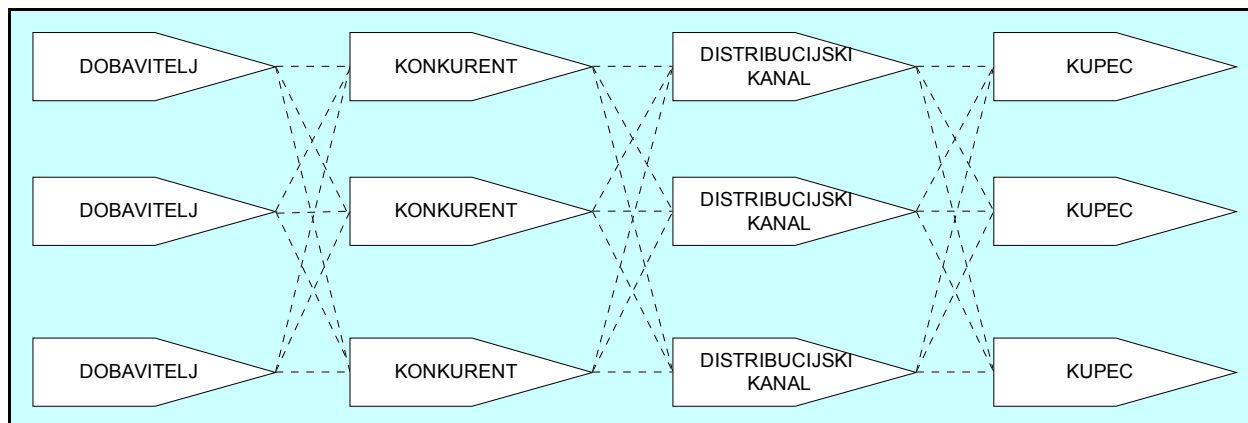 DOBAVITELJ
KONKURENT
DISTRIBUCIJSKI
KANAL
KUPEC
DOBAVITELJ
KONKURENT
DISTRIBUCIJSKI
KANAL
KUPEC
DOBAVITELJ
KONKURENT
DISTRIBUCIJSKI
KANAL
KUPEC